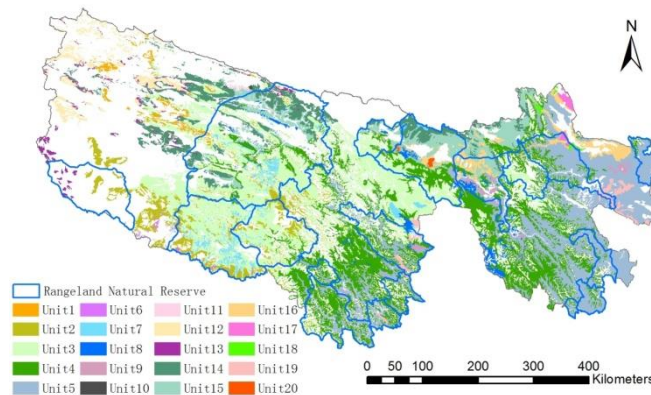 N
Rangeland Natural Reserve
Unit1 Unit6 Unit11 Unit16
Unit2 Unit7 Unit12 Unit17
Unit3 Unit8 Unit13 Unit18
Unit4 Unit9 Unit14 Unit19
Unit5 Unit10 Unit15 Unit20
0 50 100 200 300 400
Kilometers